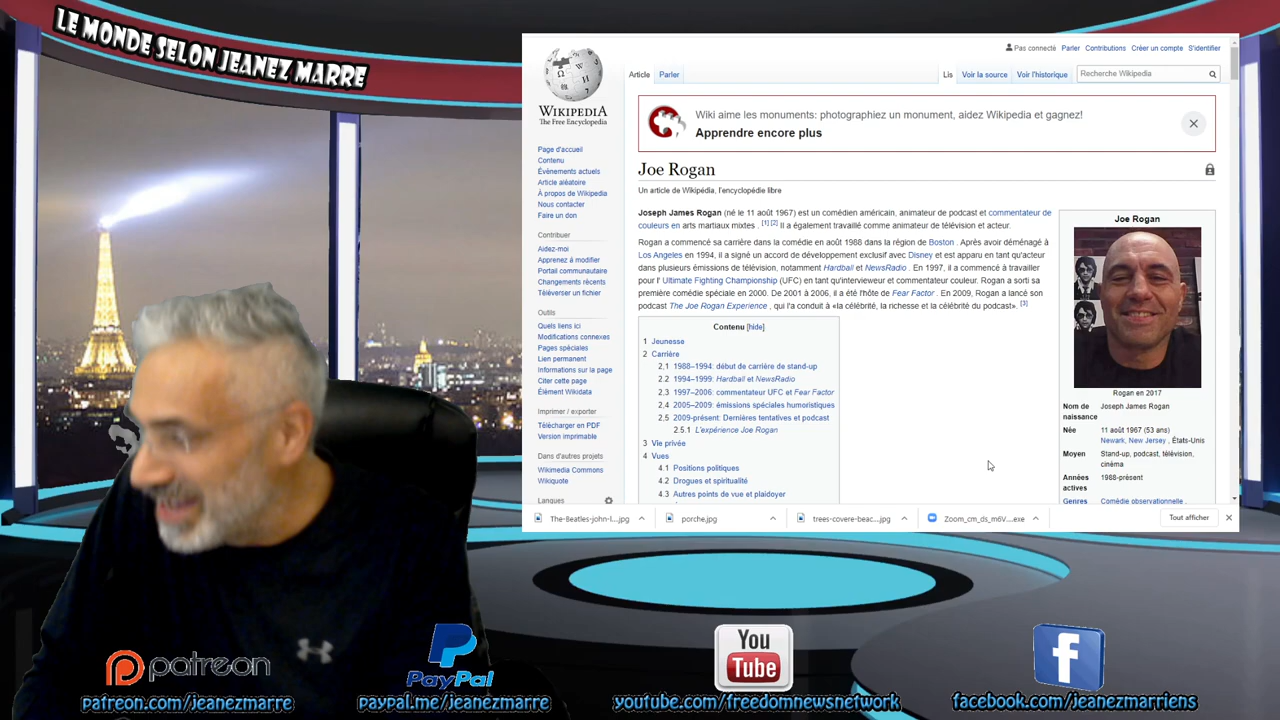 LE MONDE SELON JEANEZ MARRE
WIKIPEDIA
The Free Encyclopedia
Page d'accueil
Contenu
Événements actuels
Article aléatoire
À propos de Wikipedia
Nous contacter
Faire un don
Contribuer
Aidez-moi
Apprenez à modifier
Portail communautaire
Changements récents
Téléverser un fichier
Outils
Quels liens ici
Modifications connexes
Pages spéciales
Lien permanent
Informations sur la page
Citer cette page
Élément Wikidata
Imprimer / exporter
Télécharger en PDF
Version imprimable
Dans d'autres projets
Wikimedia Commons
Wikiquote
Langues
Pas connecté Parler Contributions Créer un compte S'identifier
Article Parler Lis Voir la source Voir l'historique Recherche Wikipedia
Wiki aime les monuments: photographiez un monument, aidez Wikipedia et gagnez!
Apprendre encore plus
Joe Rogan
Un article de Wikipédia, l'encyclopédie libre
Joseph James Rogan (né le 11 août 1967) est un comédien américain, animateur de podcast et commentateur de
couleurs en arts martiaux mixtes . [1] [2] Il a également travaillé comme animateur de télévision et acteur.
Rogan a commencé sa carrière dans la comédie en août 1988 dans la région de Boston . Après avoir déménagé à
Los Angeles en 1994, il a signé un accord de développement exclusif avec Disney et est apparu en tant qu'acteur
dans plusieurs émissions de télévision, notamment Hardball et NewsRadio . En 1997, il a commencé à travailler
pour l' Ultimate Fighting Championship (UFC) en tant qu'intervieweur et commentateur couleur. Rogan a sorti sa
première comédie spéciale en 2000. De 2001 à 2006, il a été l'hôte de Fear Factor . En 2009, Rogan a lancé son
podcast The Joe Rogan Experience , qui l'a conduit à «la célébrité, la richesse et la célébrité du podcast». [3]
Contenu [hide]
1 Jeunesse
2 Carrière
2,1 1988–1994: début de carrière de stand-up
2.2 1994–1999: Hardball et NewsRadio
2.3 1997–2006: commentateur UFC et Fear Factor
2,4 2005–2009: émissions spéciales humoristiques
2,5 2009-présent: Dernières tentatives et podcast
2.5.1 L'expérience Joe Rogan
3 Vie privée
4 Vues
4.1 Positions politiques
4.2 Drogues et spiritualité
4.3 Autres points de vue et plaidoyer
Joe Rogan
Rogan en 2017
Nom de naissance Joseph James Rogan
Née 11 août 1967 (53 ans)
Newark, New Jersey , États-Unis
Moyen Stand-up, podcast, télévision,
cinéma
Années actives 1988-présent
Genres Comédie observationnelle ,
The-Beatles-john-l....jpg porche.jpg trees-covere-beac....jpg Zoom_cm_ds_m6V....exe Tout afficher
patreon
patreon.com/jeanezmarre
PayPal
paypal.me/jeanezmarre
You
Tube
youtube.com/freedomnewsnetwork
f
facebook.com/jeanezmarriens